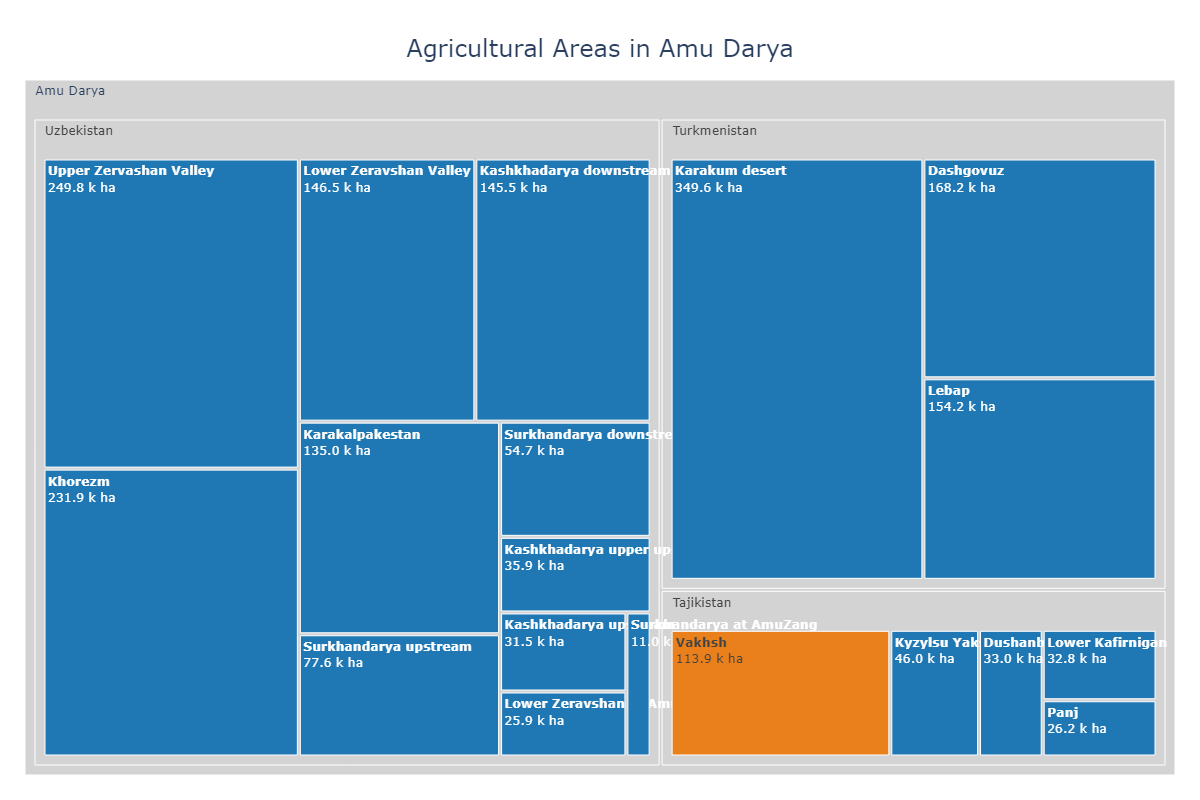 Agricultural Areas in Amu Darya
Amu Darya
Uzbekistan
Upper Zervashan Valley
249.8 k ha
Khorezm
231.9 k ha
Lower Zeravshan Valley
146.5 k ha
Kashkhadarya downstream
145.5 k ha
Karakalpakestan
135.0 k ha
Surkhandarya upstream
77.6 k ha
Surkhandarya downstre
54.7 k ha
Kashkhadarya upper up
35.9 k ha
Kashkhadarya up
31.5 k ha
Lower Zeravshan
25.9 k ha
Surkhandarya at AmuZang
11.0 k
Turkmenistan
Karakum desert
349.6 k ha
Dashgovuz
168.2 k ha
Lebap
154.2 k ha
Tajikistan
Vakhsh
113.9 k ha
Kyzylsu Yak
46.0 k ha
Dushanb
33.0 k ha
Lower Kafirnigan
32.8 k ha
Panj
26.2 k ha